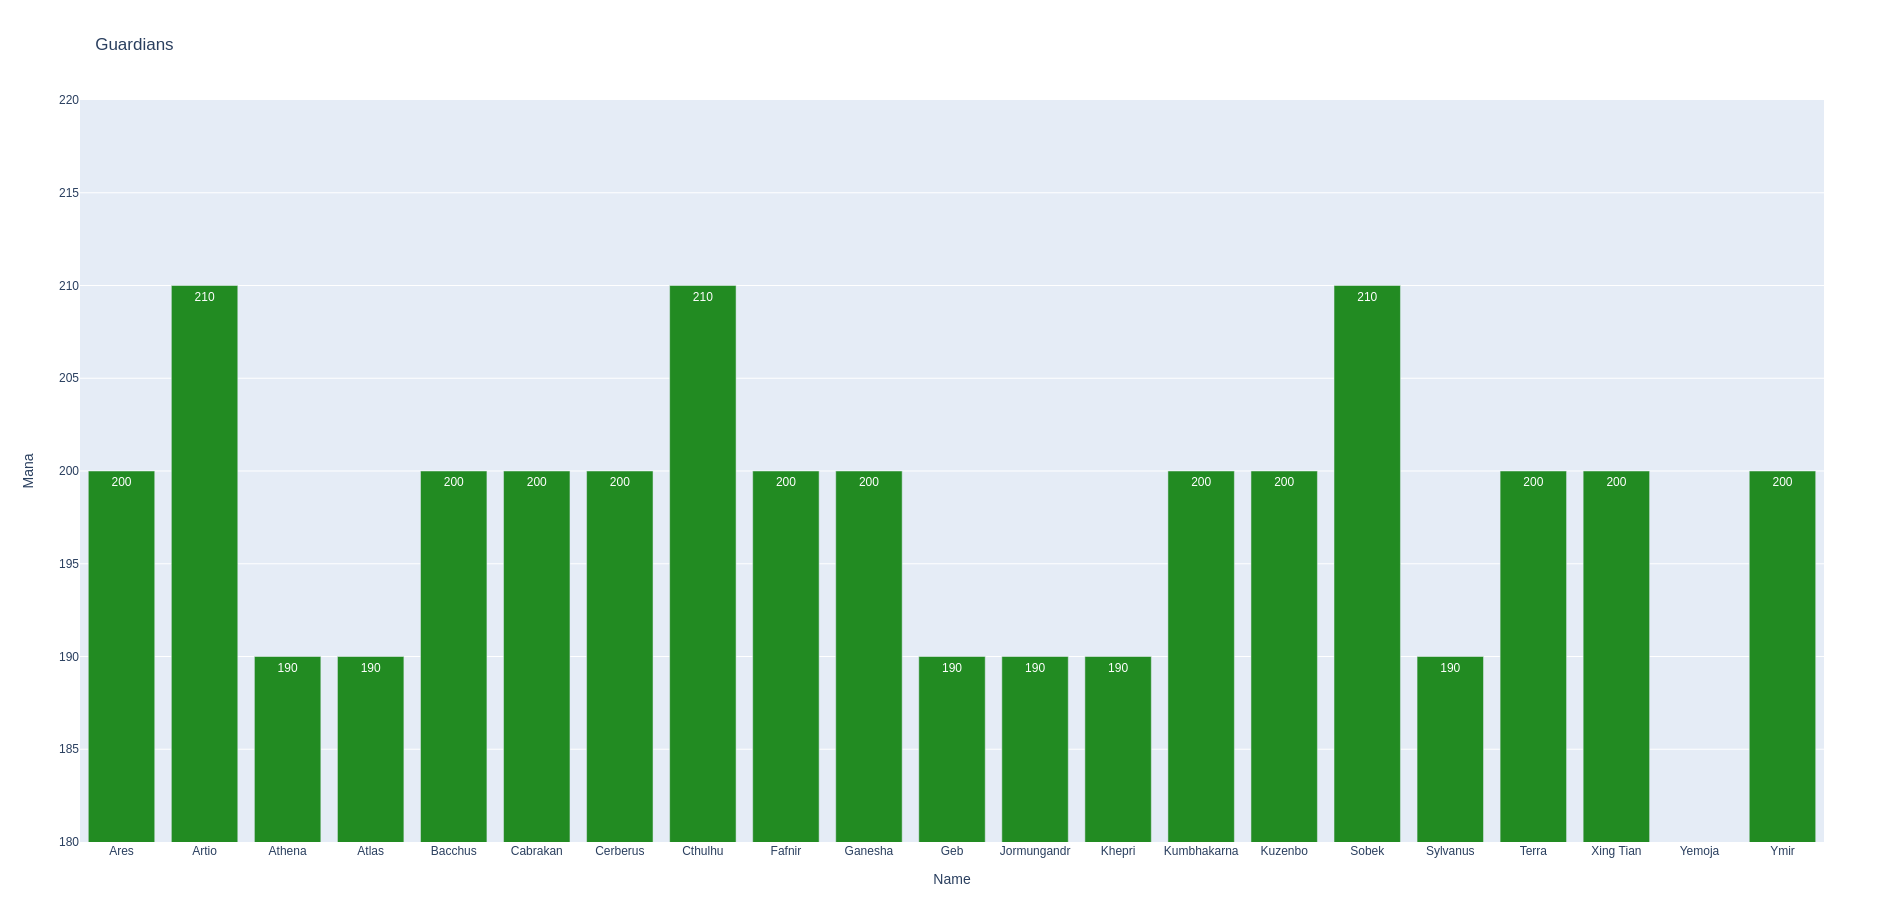 Guardians
220
215
210
205
200
195
190
185
180
Mana
200 210 190 190 200 200 200 210 200 200 190 190 190 200 200 210 190 200 200 200
Ares Artio Athena Atlas Bacchus Cabrakan Cerberus Cthulhu Fafnir Ganesha Geb Jormungandr Khepri Kumbhakarna Kuzenbo Sobek Sylvanus Terra Xing Tian Yemoja Ymir
Name